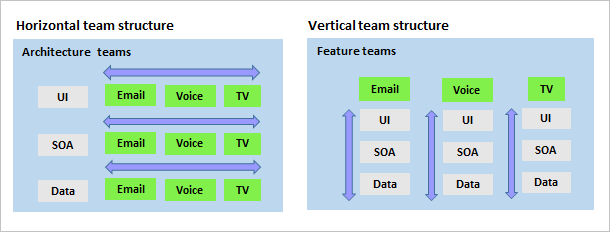 Horizontal team structure
Architecture teams
UI Email Voice TV
SOA Email Voice TV
Data Email Voice TV
Vertical team structure
Feature teams
Email Voice TV
UI UI UI
SOA SOA SOA
Data Data Data